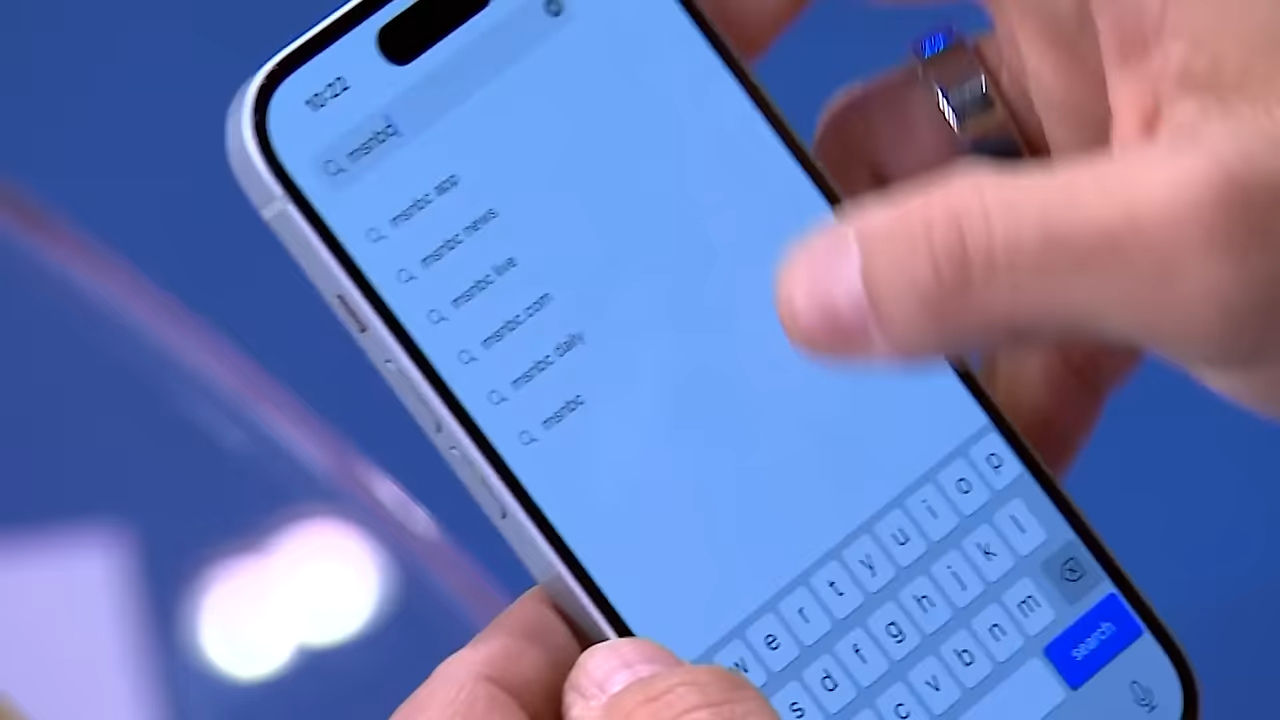 10:22
msnbc
msnbc app
msnbc news
msnbc live
msnbc.com
msnbc daily
msnbc
w e r t y u i o p
s d f g h j k l
c v b n m
search